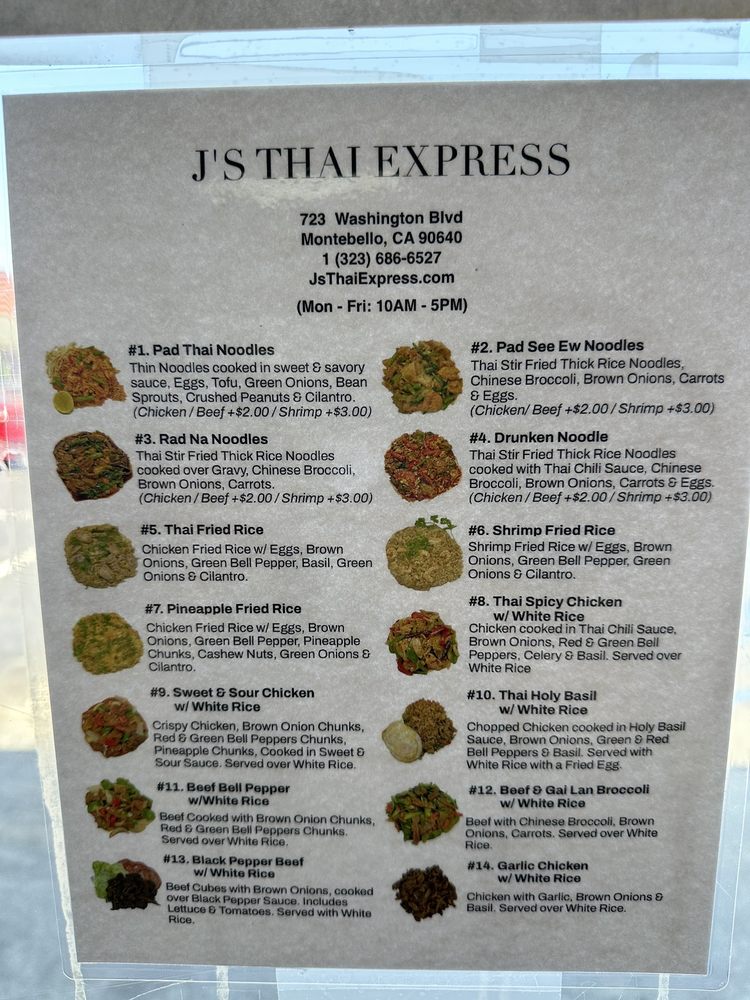 J'S THAI EXPRESS
723 Washington Blvd
Montebello, CA 90640
1 (323) 686-6527
JsThaiExpress.com
(Mon - Fri: 10AM - 5PM)
#1. Pad Thai Noodles
Thin Noodles cooked in sweet & savory
sauce, Eggs, Tofu, Green Onions, Bean
Sprouts, Crushed Peanuts & Cilantro.
(Chicken / Beef +$2.00 / Shrimp +$3.00)
#2. Pad See Ew Noodles
Thai Stir Fried Thick Rice Noodles,
Chinese Broccoli, Brown Onions, Carrots
& Eggs.
(Chicken/ Beef +$2.00 / Shrimp +$3.00)
#3. Rad Na Noodles
Thai Stir Fried Thick Rice Noodles
cooked over Gravy, Chinese Broccoli,
Brown Onions, Carrots.
(Chicken / Beef +$2.00 / Shrimp +$3.00)
#4. Drunken Noodle
Thai Stir Fried Thick Rice Noodles
cooked with Thai Chili Sauce, Chinese
Broccoli, Brown Onions, Carrots & Eggs.
(Chicken / Beef +$2.00 / Shrimp +$3.00)
#5. Thai Fried Rice
Chicken Fried Rice w/ Eggs, Brown
Onions, Green Bell Pepper, Basil, Green
Onions & Cilantro.
#6. Shrimp Fried Rice
Shrimp Fried Rice w/ Eggs, Brown
Onions, Green Bell Pepper, Green
Onions & Cilantro.
#7. Pineapple Fried Rice
Chicken Fried Rice w/ Eggs, Brown
Onions, Green Bell Pepper, Pineapple
Chunks, Cashew Nuts, Green Onions &
Cilantro.
#8. Thai Spicy Chicken
w/ White Rice
Chicken cooked in Thai Chili Sauce,
Brown Onions, Red & Green Bell
Peppers, Celery & Basil. Served over
White Rice
#9. Sweet & Sour Chicken
w/ White Rice
Crispy Chicken, Brown Onion Chunks,
Red & Green Bell Peppers Chunks,
Pineapple Chunks, Cooked in Sweet &
Sour Sauce. Served over White Rice.
#10. Thai Holy Basil
w/ White Rice
Chopped Chicken cooked in Holy Basil
Sauce, Brown Onions, Green & Red
Bell Peppers & Basil. Served with
White Rice with a Fried Egg.
#11. Beef Bell Pepper
w/White Rice
Beef Cooked with Brown Onion Chunks,
Red & Green Bell Peppers Chunks.
Served over White Rice.
#12. Beef & Gai Lan Broccoli
w/ White Rice
Beef with Chinese Broccoli, Brown
Onions, Carrots. Served over White
Rice.
#13. Black Pepper Beef
w/ White Rice
Beef Cubes with Brown Onions, cooked
over Black Pepper Sauce. Includes
Lettuce & Tomatoes. Served with White
Rice.
#14. Garlic Chicken
w/ White Rice
Chicken with Garlic, Brown Onions &
Basil. Served over White Rice.